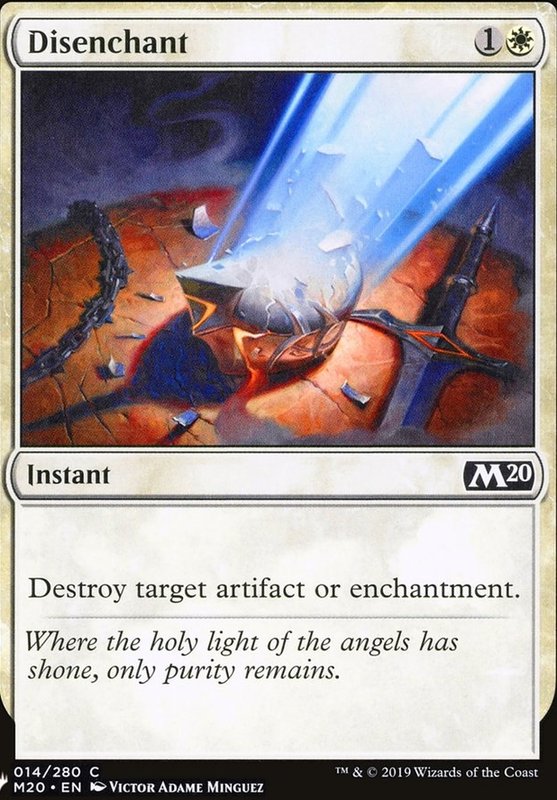 Disenchant 1
Instant M20
Destroy target artifact or enchantment.
Where the holy light of the angels has
shone, only purity remains.
014/280 C
M20 • EN Victor Adame Minguez
™ & © 2019 Wizards of the Coast